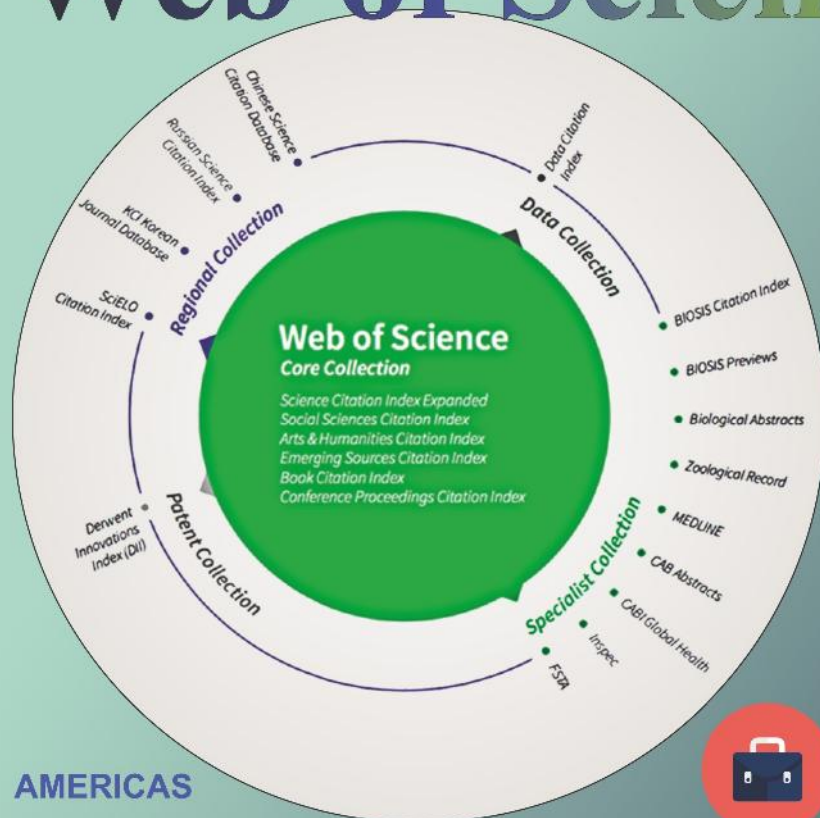 Web of Scien
Chinese Science
Citation Database
Russian Science
Citation Index
KCI Korean
Journal Database
SciELO
Citation Index
Regional Collection
Data Citation
Index
Data Collection
BIOSIS Citation Index
BIOSIS Previews
Biological Abstracts
Zoological Record
MEDLINE
CAB Abstracts
CABI Global Health
Inspec
FSTA
Specialist Collection
Web of Science
Core Collection
Science Citation Index Expanded
Social Sciences Citation Index
Arts & Humanities Citation Index
Emerging Sources Citation Index
Book Citation Index
Conference Proceedings Citation Index
Patent Collection
Derwent
Innovations
Index (DII)
AMERICAS